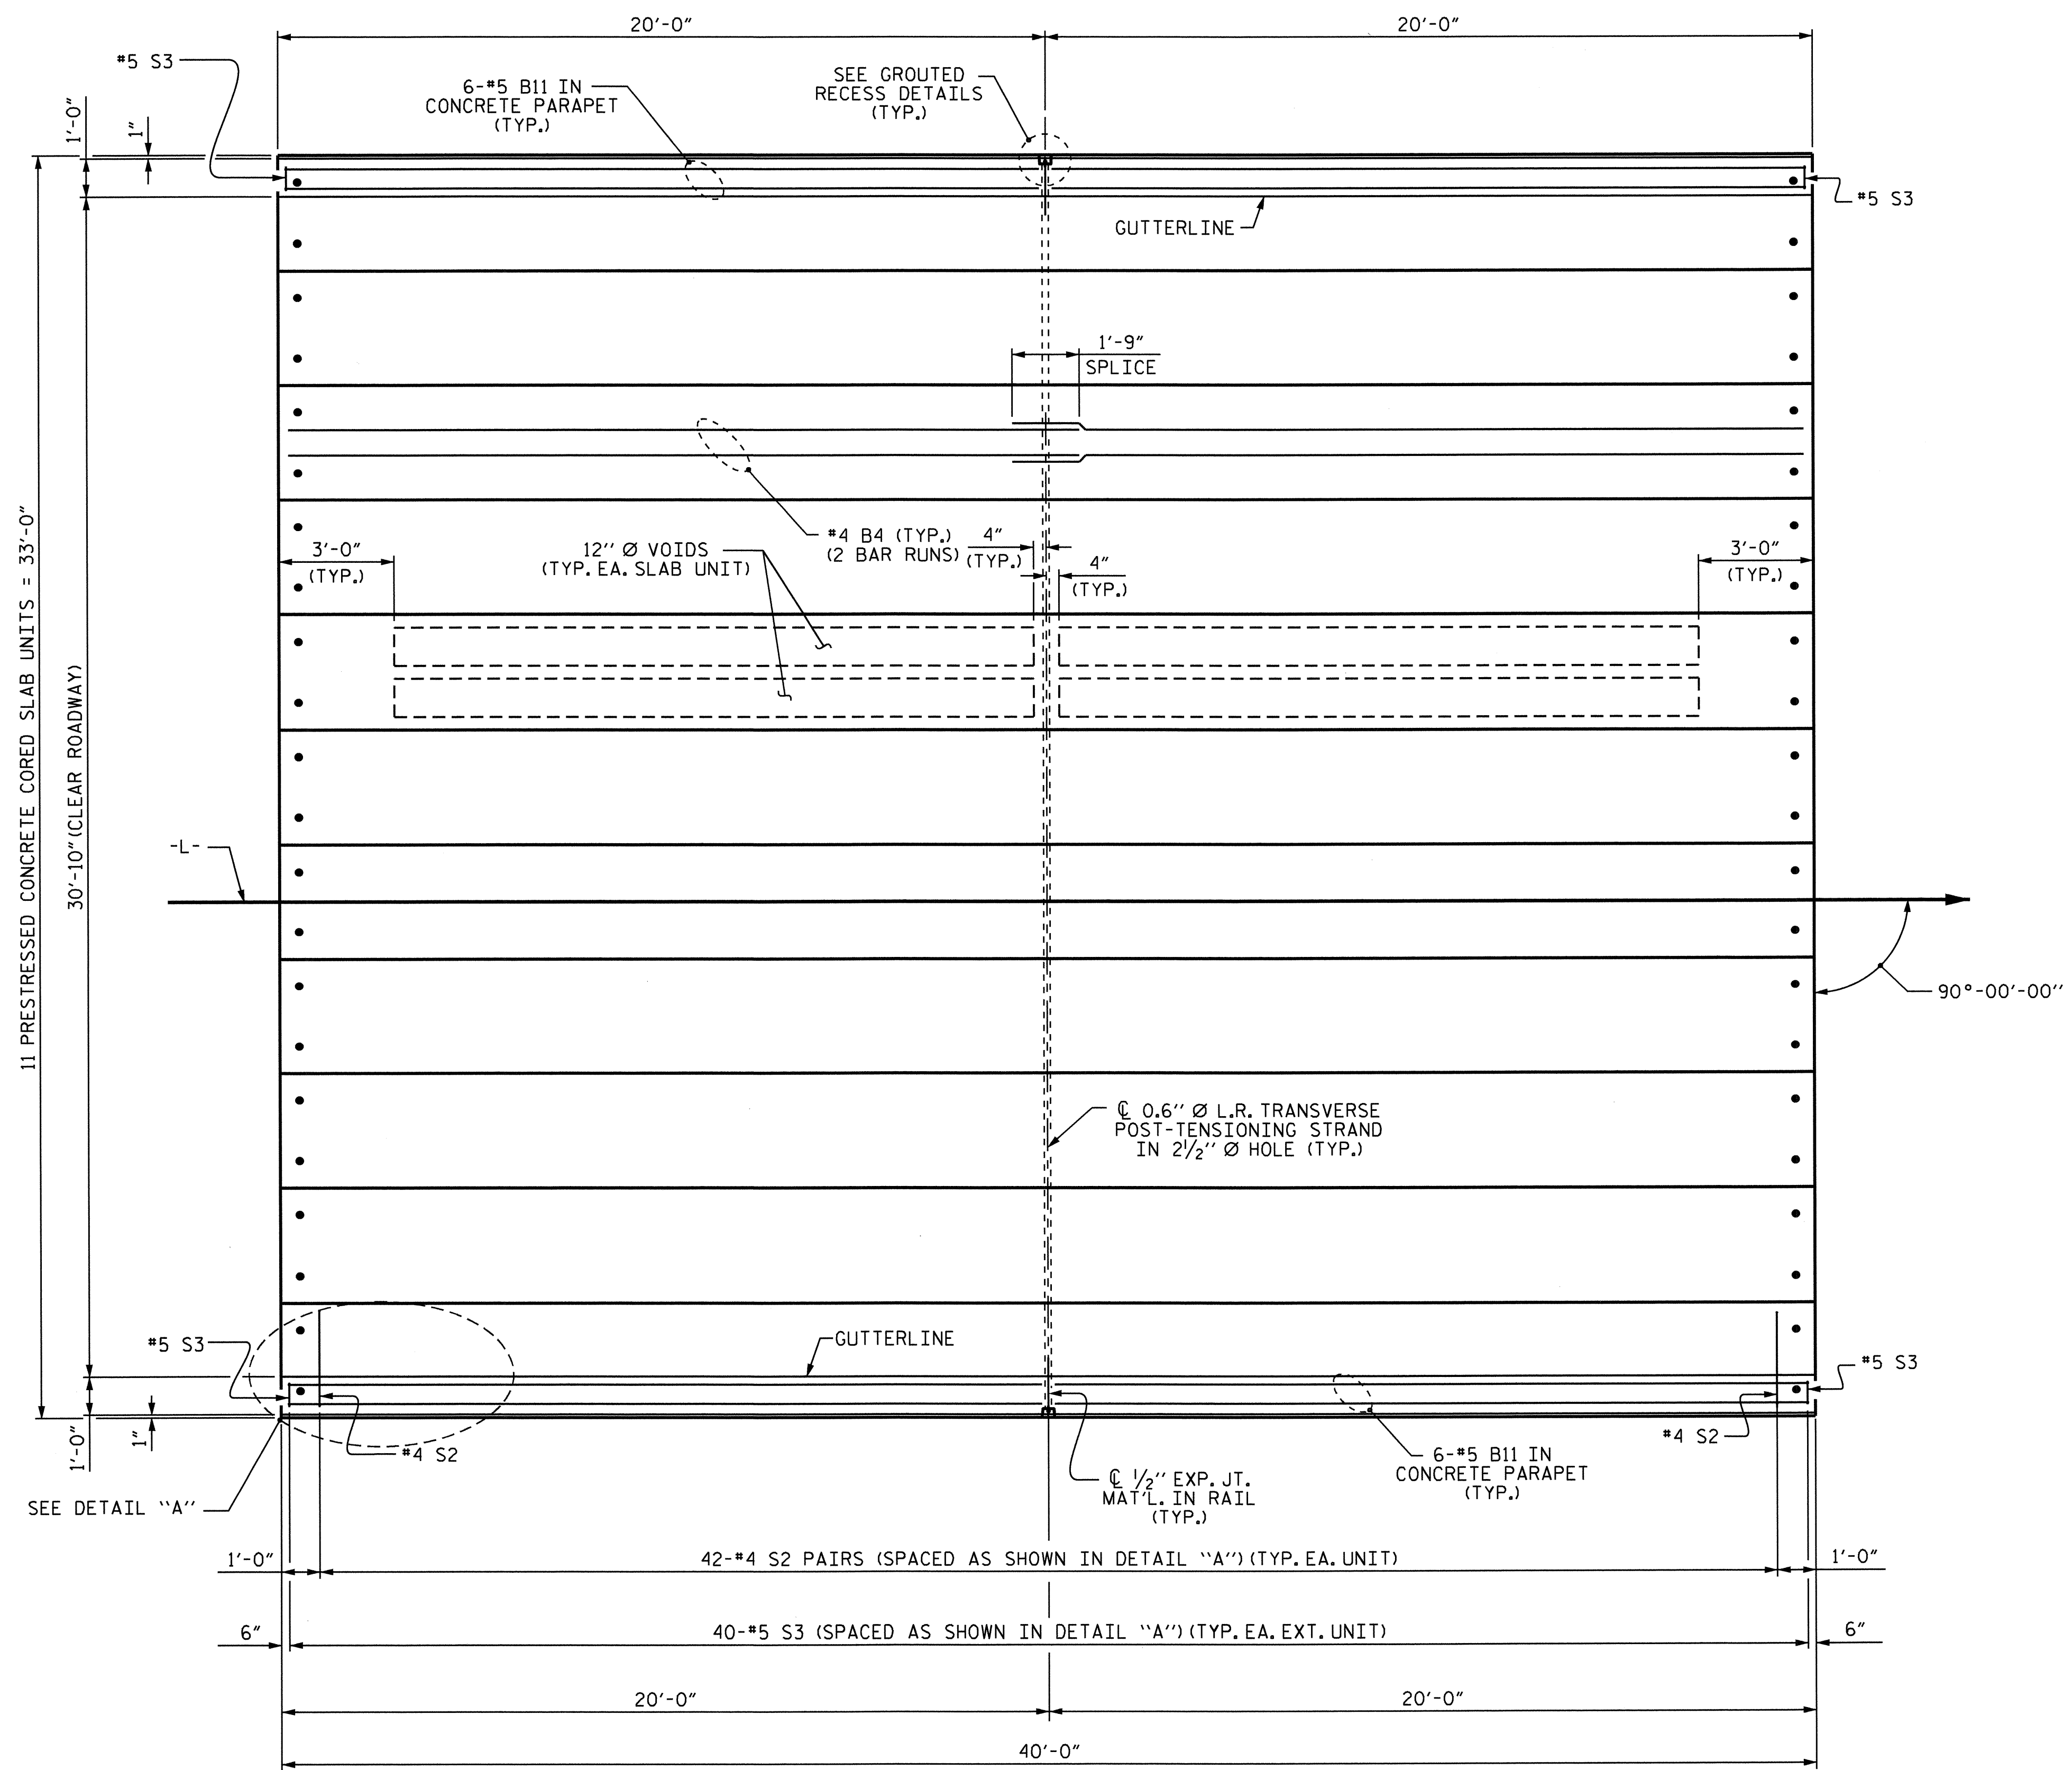 20'-0"
20'-0"
#5 S3
6-#5 B11 IN
CONCRETE PARAPET
(TYP.)
SEE GROUTED
RECESS DETAILS
(TYP.)
1'-0"
1"
#5 S3
GUTTERLINE
1'-9"
SPLICE
#4 B4 (TYP.)
(2 BAR RUNS)
4"
(TYP.)
4"
(TYP.)
12'' Ø VOIDS
(TYP. EA. SLAB UNIT)
3'-0"
(TYP.)
3'-0"
(TYP.)
11 PRESTRESSED CONCRETE CORED SLAB UNITS = 33'-0"
30'-10" (CLEAR ROADWAY)
-L-
90°-00'-00''
℄ 0.6'' Ø L.R. TRANSVERSE
POST-TENSIONING STRAND
IN 2½'' Ø HOLE (TYP.)
#5 S3
GUTTERLINE
#5 S3
1'-0"
1"
#4 S2
#4 S2
6-#5 B11 IN
CONCRETE PARAPET
(TYP.)
℄ ½'' EXP. JT.
MAT'L. IN RAIL
(TYP.)
SEE DETAIL "A"
1'-0"
42-#4 S2 PAIRS (SPACED AS SHOWN IN DETAIL "A") (TYP. EA. UNIT)
1'-0"
6"
40-#5 S3 (SPACED AS SHOWN IN DETAIL "A") (TYP. EA. EXT. UNIT)
6"
20'-0"
20'-0"
40'-0"